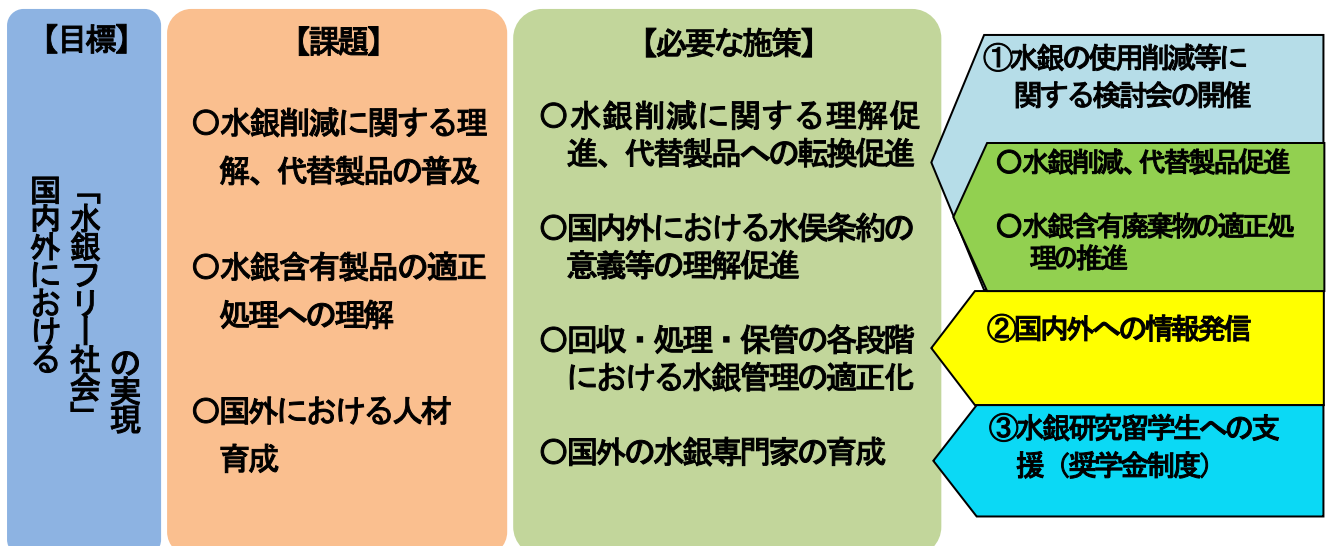 【目標】
国内外における
「水銀フリー社会」
の実現
【課題】
〇水銀削減に関する理
解、代替製品の普及
〇水銀含有製品の適正
処理への理解
〇国外における人材
育成
【必要な施策】
〇水銀削減に関する理解促
進、代替製品への転換促進
〇国内外における水俣条約の
意義等の理解促進
〇回収・処理・保管の各段階
における水銀管理の適正化
〇国外の水銀専門家の育成
①水銀の使用削減等に
関する検討会の開催
〇水銀削減、代替製品促進
〇水銀含有廃棄物の適正処
理の推進
②国内外への情報発信
③水銀研究留学生への支
援（奨学金制度）